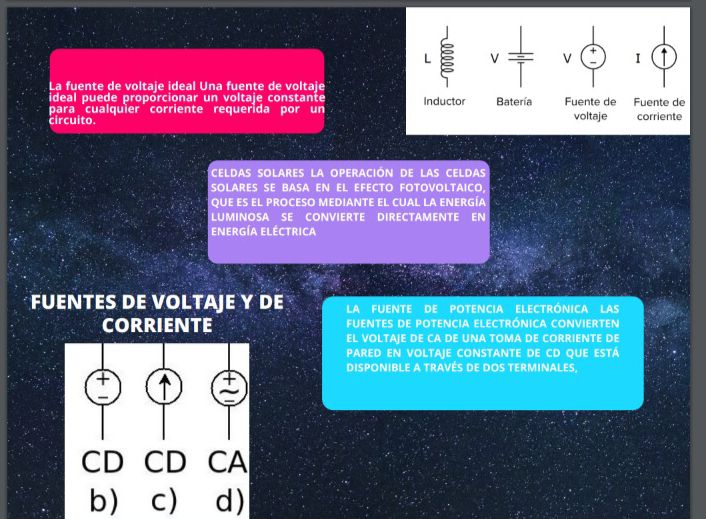 La fuente de voltaje ideal Una fuente de voltaje
ideal puede proporcionar un voltaje constante
para cualquier corriente requerida por un
circuito.
L
V
V
I
+
−
Inductor
Batería
Fuente de
voltaje
Fuente de
corriente
CELDAS SOLARES LA OPERACIÓN DE LAS CELDAS
SOLARES SE BASA EN EL EFECTO FOTOVOLTAICO,
QUE ES EL PROCESO MEDIANTE EL CUAL LA ENERGÍA
LUMINOSA SE CONVIERTE DIRECTAMENTE EN
ENERGÍA ELÉCTRICA
FUENTES DE VOLTAJE Y DE
CORRIENTE
LA FUENTE DE POTENCIA ELECTRÓNICA LAS
FUENTES DE POTENCIA ELECTRÓNICA CONVIERTEN
EL VOLTAJE DE CA DE UNA TOMA DE CORRIENTE DE
PARED EN VOLTAJE CONSTANTE DE CD QUE ESTÁ
DISPONIBLE A TRAVÉS DE DOS TERMINALES,
+ +
− ~
CD CD CA
b) c) d)